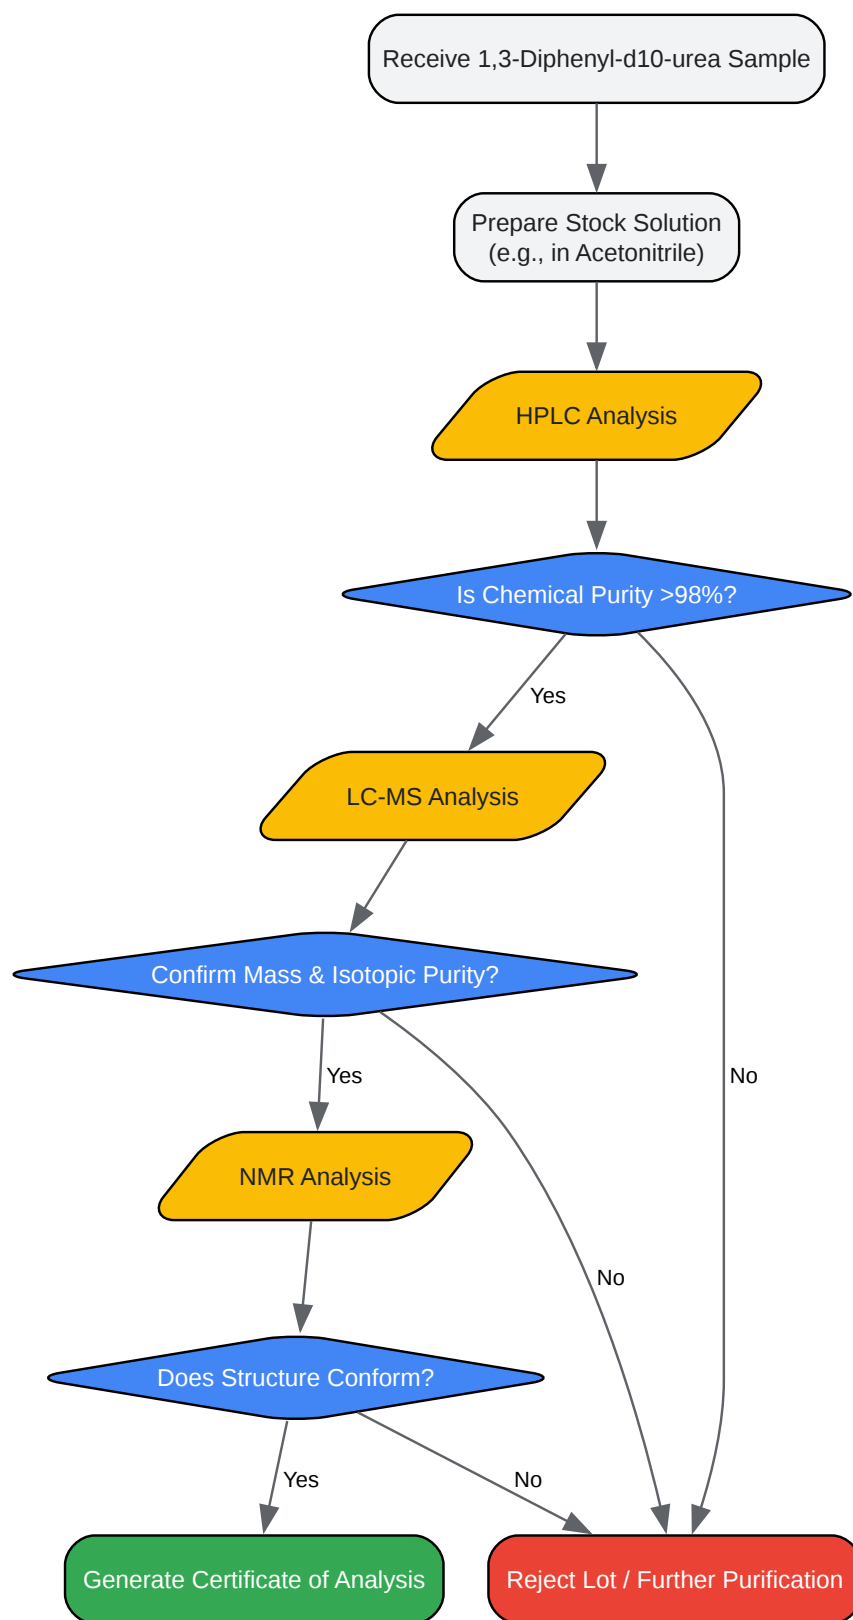 Receive 1,3-Diphenyl-d10-urea Sample
Prepare Stock Solution
(e.g., in Acetonitrile)
HPLC Analysis
Is Chemical Purity >98%?
Yes
LC-MS Analysis
Confirm Mass & Isotopic Purity?
Yes
No
NMR Analysis
No
Does Structure Conform?
Yes
No
Generate Certificate of Analysis
Reject Lot / Further Purification